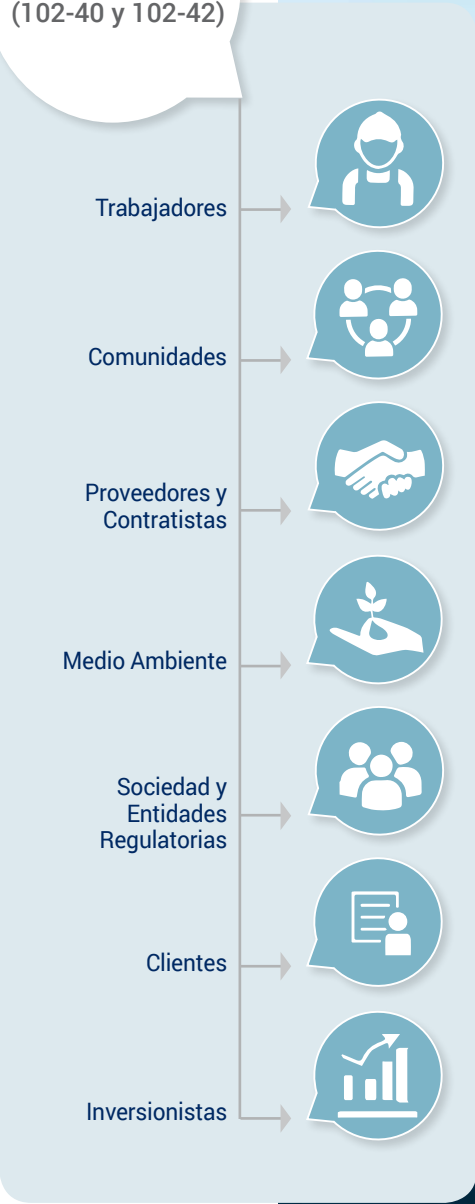 (102-40 y 102-42)
Trabajadores
Comunidades
Proveedores y
Contratistas
Medio Ambiente
Sociedad y
Entidades
Regulatorias
Clientes
Inversionistas